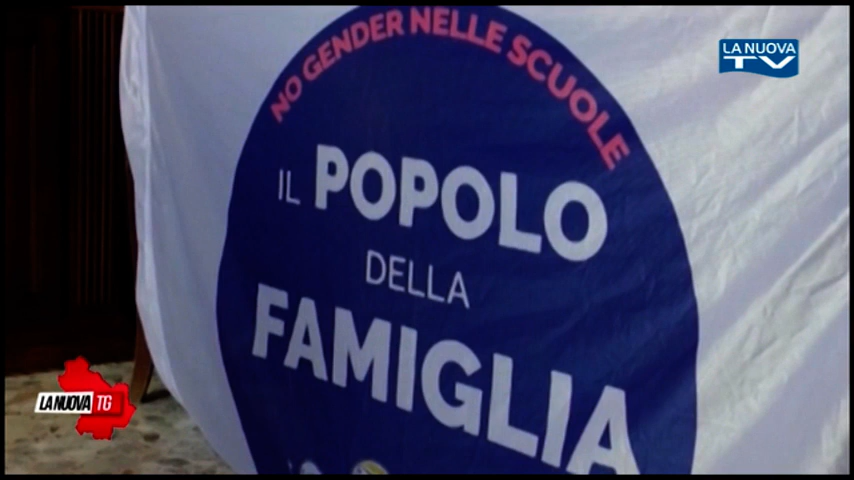 LA NUOVA
TV
NO GENDER NELLE SCUOLE
IL POPOLO
DELLA
FAMIGLIA
LA NUOVA TG